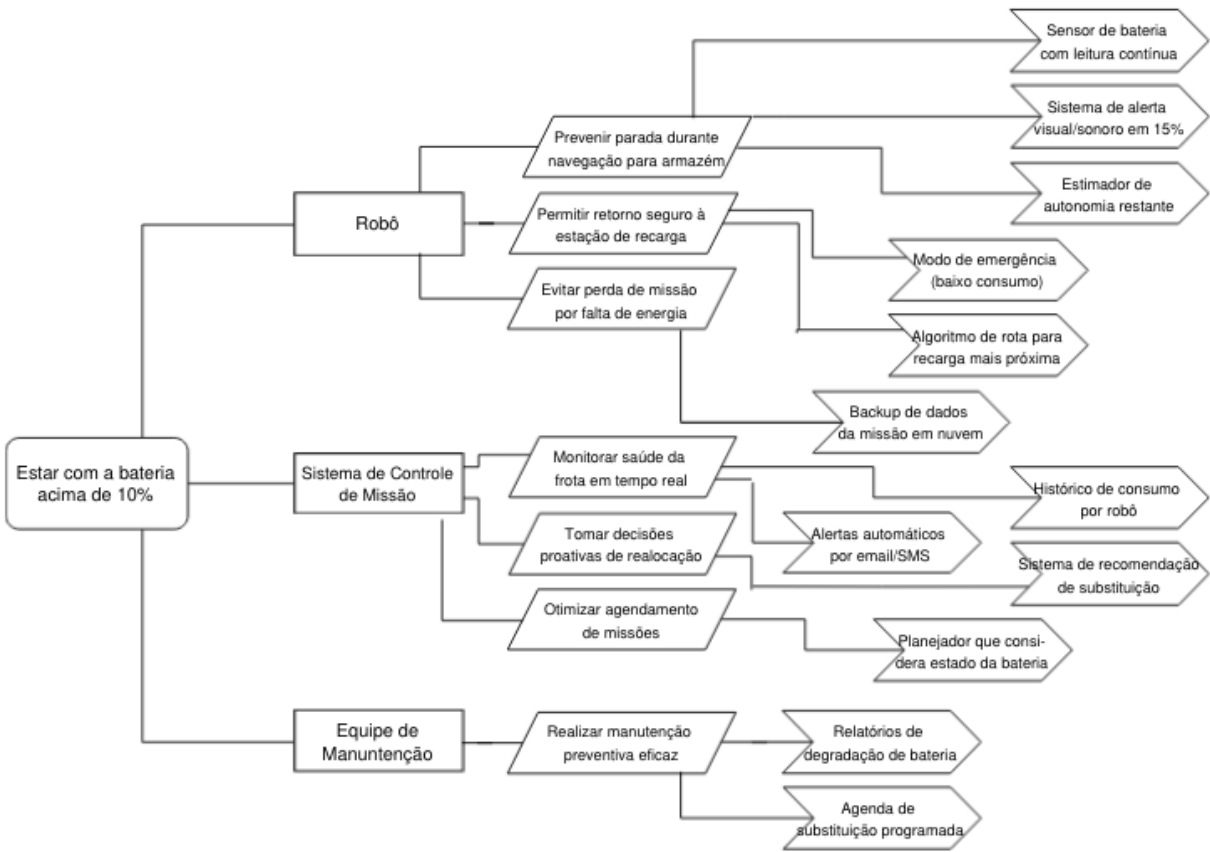 Sensor de bateria
com leitura contínua
Sistema de alerta
visual/sonoro em 15%
Prevenir parada durante
navegação para armazém
Estimador de
autonomia restante
Robô
Permitir retorno seguro à
estação de recarga
Modo de emergência
(baixo consumo)
Evitar perda de missão
por falta de energia
Algoritmo de rota para
recarga mais próxima
Backup de dados
da missão em nuvem
Estar com a bateria
acima de 10%
Sistema de Controle
de Missão
Monitorar saúde da
frota em tempo real
Histórico de consumo
por robô
Tomar decisões
proativas de realocação
Alertas automáticos
por email/SMS
Sistema de recomendação
de substituição
Otimizar agendamento
de missões
Planejador que consi-
dera estado da bateria
Equipe de
Manuntenção
Realizar manutenção
preventiva eficaz
Relatórios de
degradação de bateria
Agenda de
substituição programada